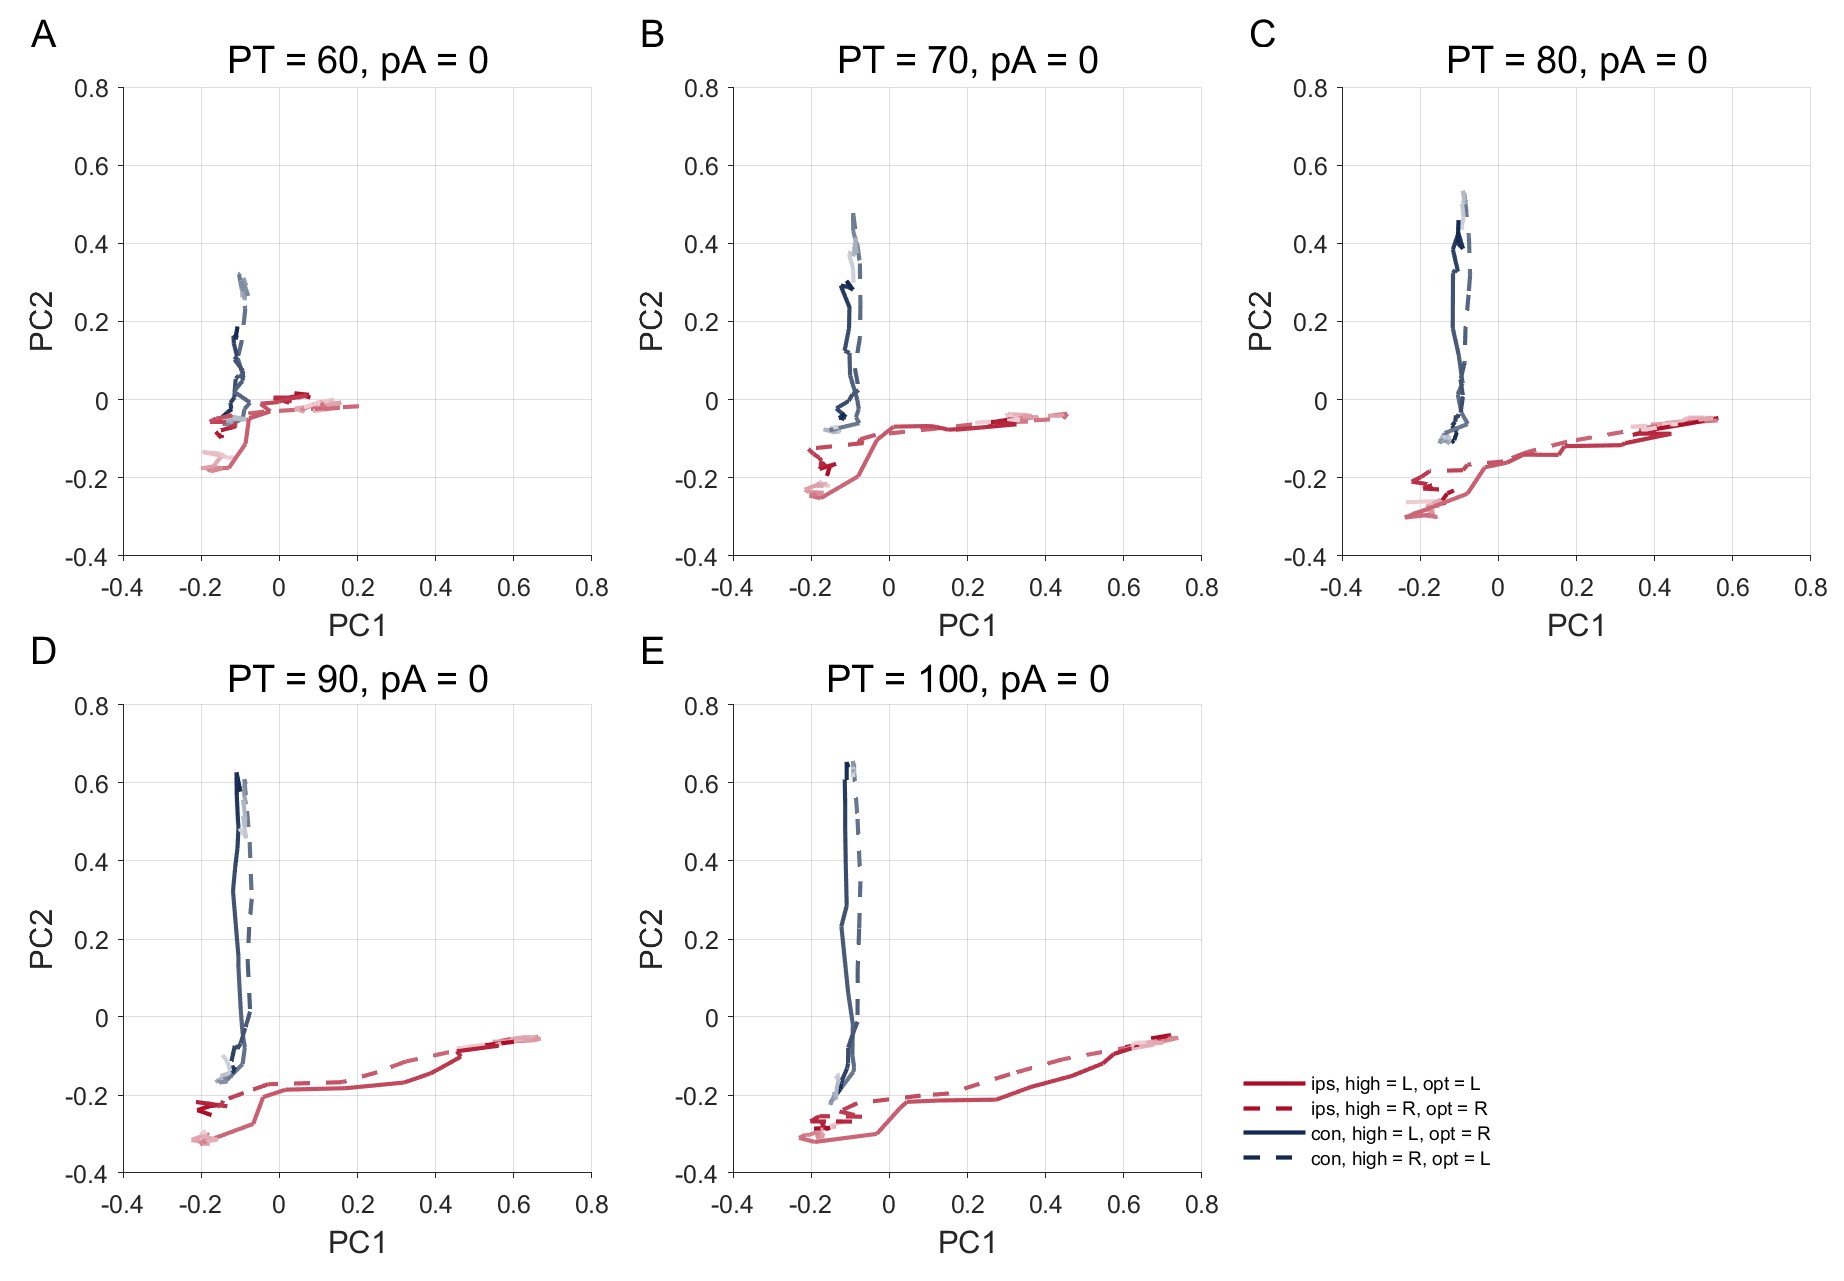 A
PT = 60, pA = 0
0.8
0.6
0.4
0.2
0
-0.2
-0.4
PC2
-0.4 -0.2 0 0.2 0.4 0.6 0.8
PC1
B
PT = 70, pA = 0
0.8
0.6
0.4
0.2
0
-0.2
-0.4
PC2
-0.4 -0.2 0 0.2 0.4 0.6 0.8
PC1
C
PT = 80, pA = 0
0.8
0.6
0.4
0.2
0
-0.2
-0.4
PC2
-0.4 -0.2 0 0.2 0.4 0.6 0.8
PC1
D
PT = 90, pA = 0
0.8
0.6
0.4
0.2
0
-0.2
-0.4
PC2
-0.4 -0.2 0 0.2 0.4 0.6 0.8
PC1
E
PT = 100, pA = 0
0.8
0.6
0.4
0.2
0
-0.2
-0.4
PC2
-0.4 -0.2 0 0.2 0.4 0.6 0.8
PC1
ips, high = L, opt = L
ips, high = R, opt = R
con, high = L, opt = R
con, high = R, opt = L